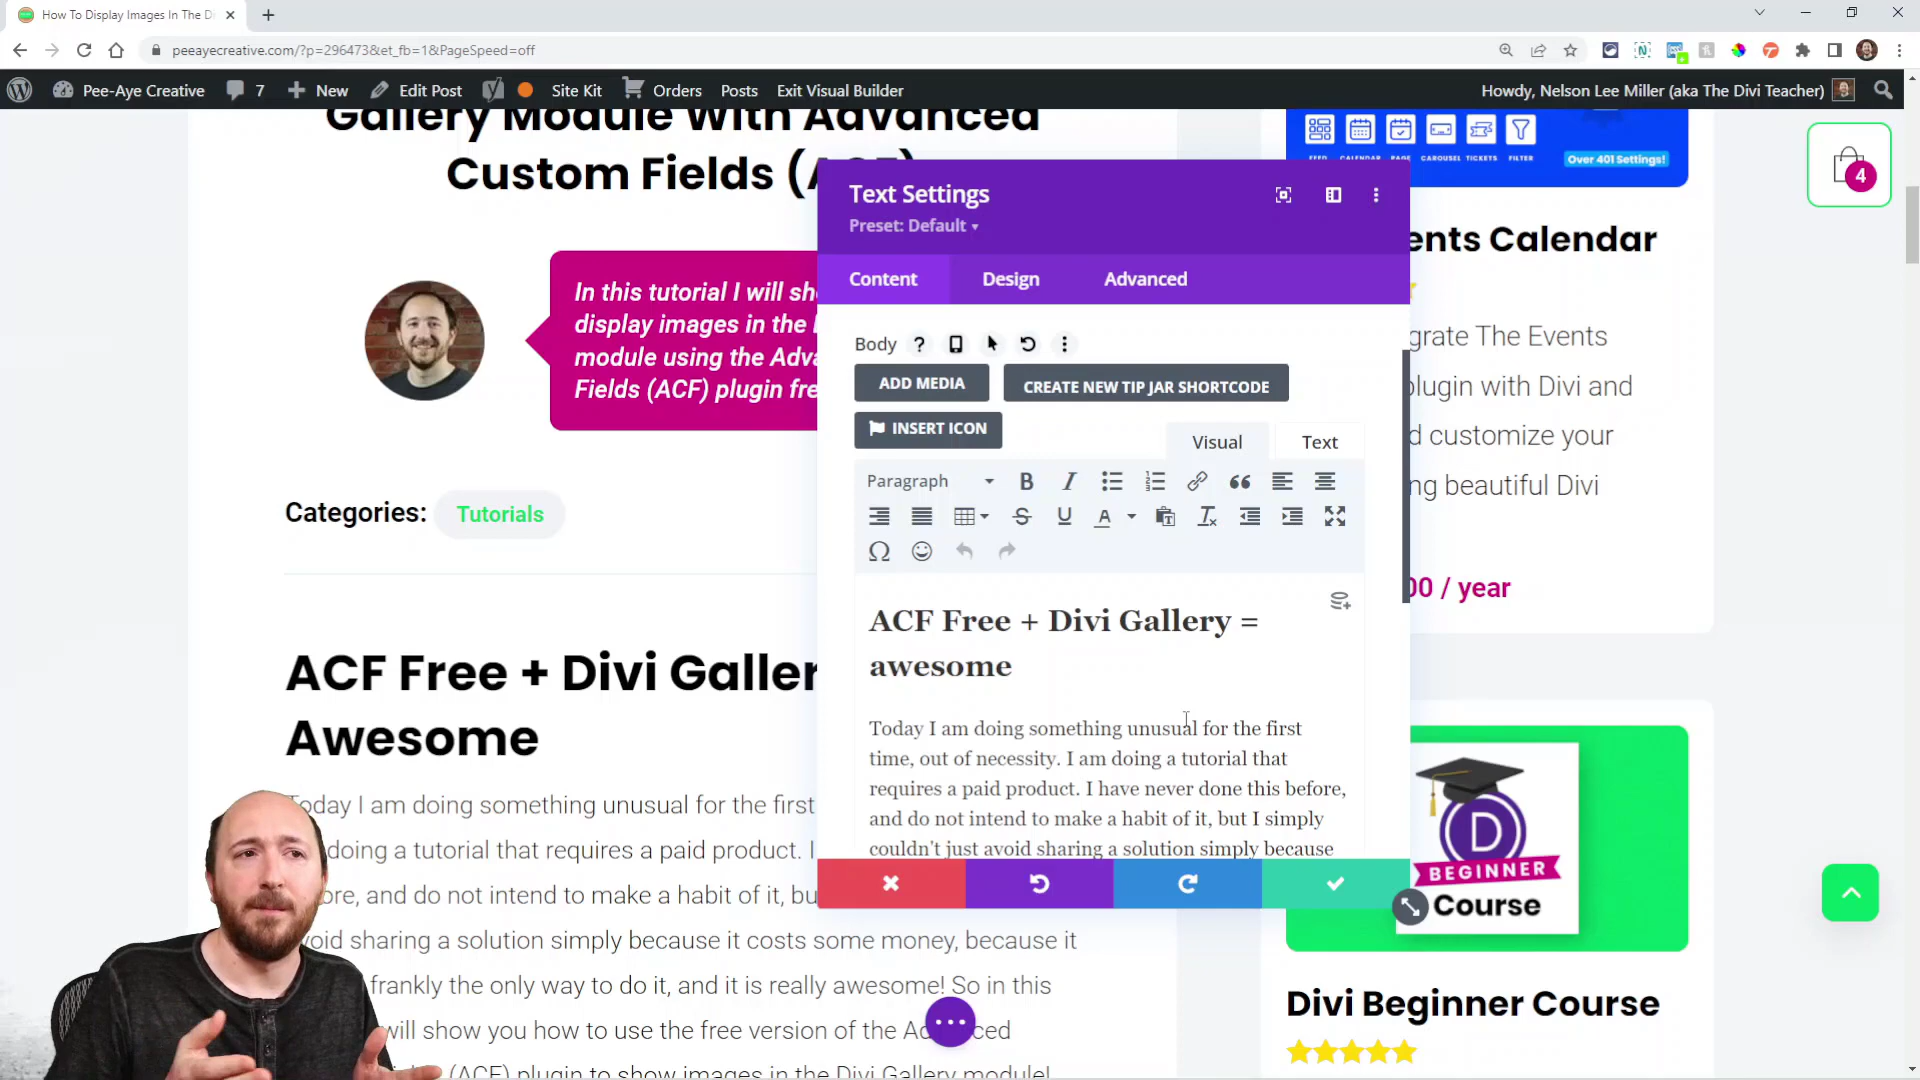 How To Display Images In The D
peeayecreative.com/?p=296473&et_fb=1&PageSpeed=off
Pee-Aye Creative
7
New
Edit Post
Site Kit
Orders
Posts
Exit Visual Builder
Howdy, Nelson Lee Miller (aka The Divi Teacher)
Gallery Module With Advanced
Custom Fields (ACF)
In this tutorial I will sh
display images in the
module using the Adva
Fields (ACF) plugin fre
Categories: Tutorials
ACF Free + Divi Galler
Awesome
Today I am doing something unusual for the first
doing a tutorial that requires a paid product. I
ore, and do not intend to make a habit of it, bu
void sharing a solution simply because it costs some money, because it
frankly the only way to do it, and it is really awesome! So in this
will show you how to use the free version of the Ad ced
(ACF) plugin to show images in the Divi Gallery module!
Text Settings
Preset: Default
Content
Design
Advanced
Body
ADD MEDIA
CREATE NEW TIP JAR SHORTCODE
INSERT ICON
Visual
Text
Paragraph
ACF Free + Divi Gallery =
awesome
Today I am doing something unusual for the first
time, out of necessity. I am doing a tutorial that
requires a paid product. I have never done this before,
and do not intend to make a habit of it, but I simply
couldn't just avoid sharing a solution simply because
FEED
CALENDAR
PAGE
CAROUSEL
TICKETS
FILTER
Over 401 Settings!
4
ents Calendar
grate The Events
plugin with Divi and
d customize your
ng beautiful Divi
00 / year
D
BEGINNER
Course
Divi Beginner Course